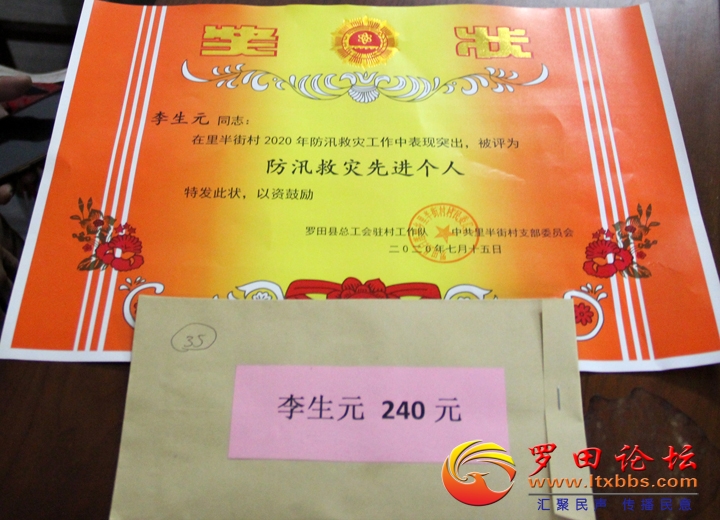 奖 状
李生元 同志：
在里半街村 2020 年防汛救灾工作中表现突出，被评为
防汛救灾先进个人
特发此状，以资鼓励
罗田县总工会驻村工作队 中共里半街村支部委员会
二〇二〇年七月十五日
35
李生元 240 元
罗田论坛
www.ltxbbs.com
汇聚民声 传播民意